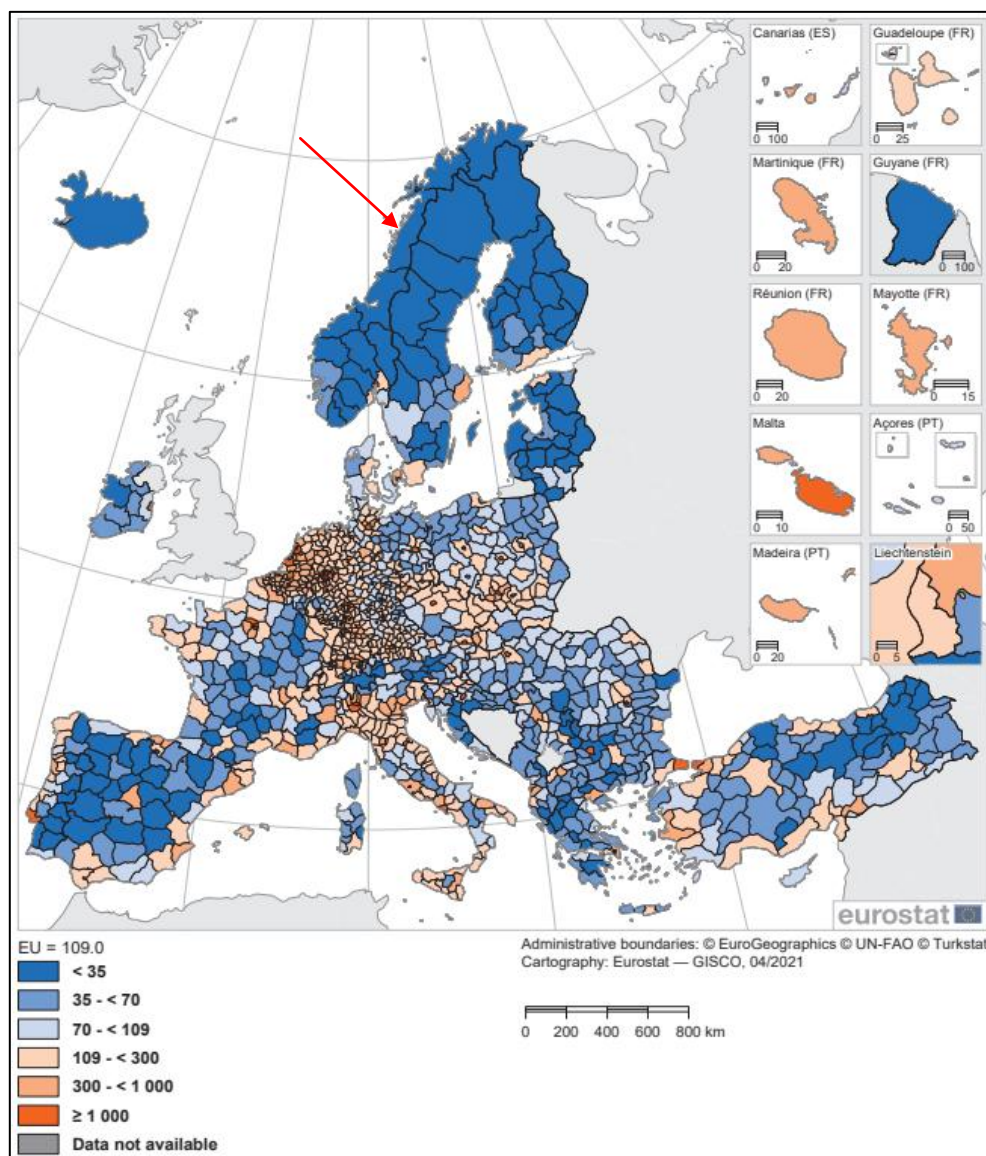 Canarias (ES)
0 100
Guadeloupe (FR)
0 25
Martinique (FR)
0 20
Guyane (FR)
0 100
Réunion (FR)
0 20
Mayotte (FR)
0 15
Malta
0 10
Açores (PT)
0 50
Madeira (PT)
0 20
Liechtenstein
0 5
eurostat
EU = 109.0
< 35
35 - < 70
70 - < 109
109 - < 300
300 - < 1 000
≥ 1 000
Data not available
Administrative boundaries: © EuroGeographics © UN-FAO © Turkstat
Cartography: Eurostat — GISCO, 04/2021
0 200 400 600 800 km